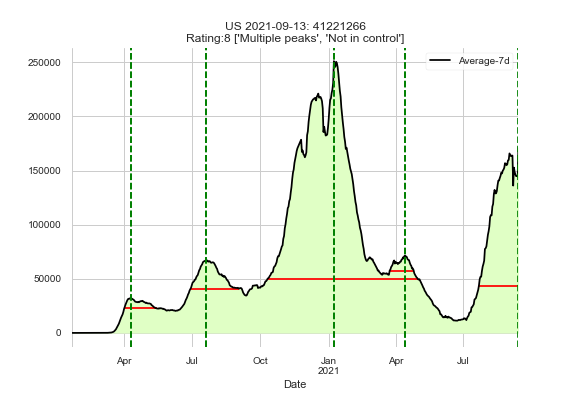 US 2021-09-13: 41221266
Rating:8 ['Multiple peaks', 'Not in control']
Average-7d
250000
200000
150000
100000
50000
0
Apr Jul Oct Jan Apr Jul
2021
Date